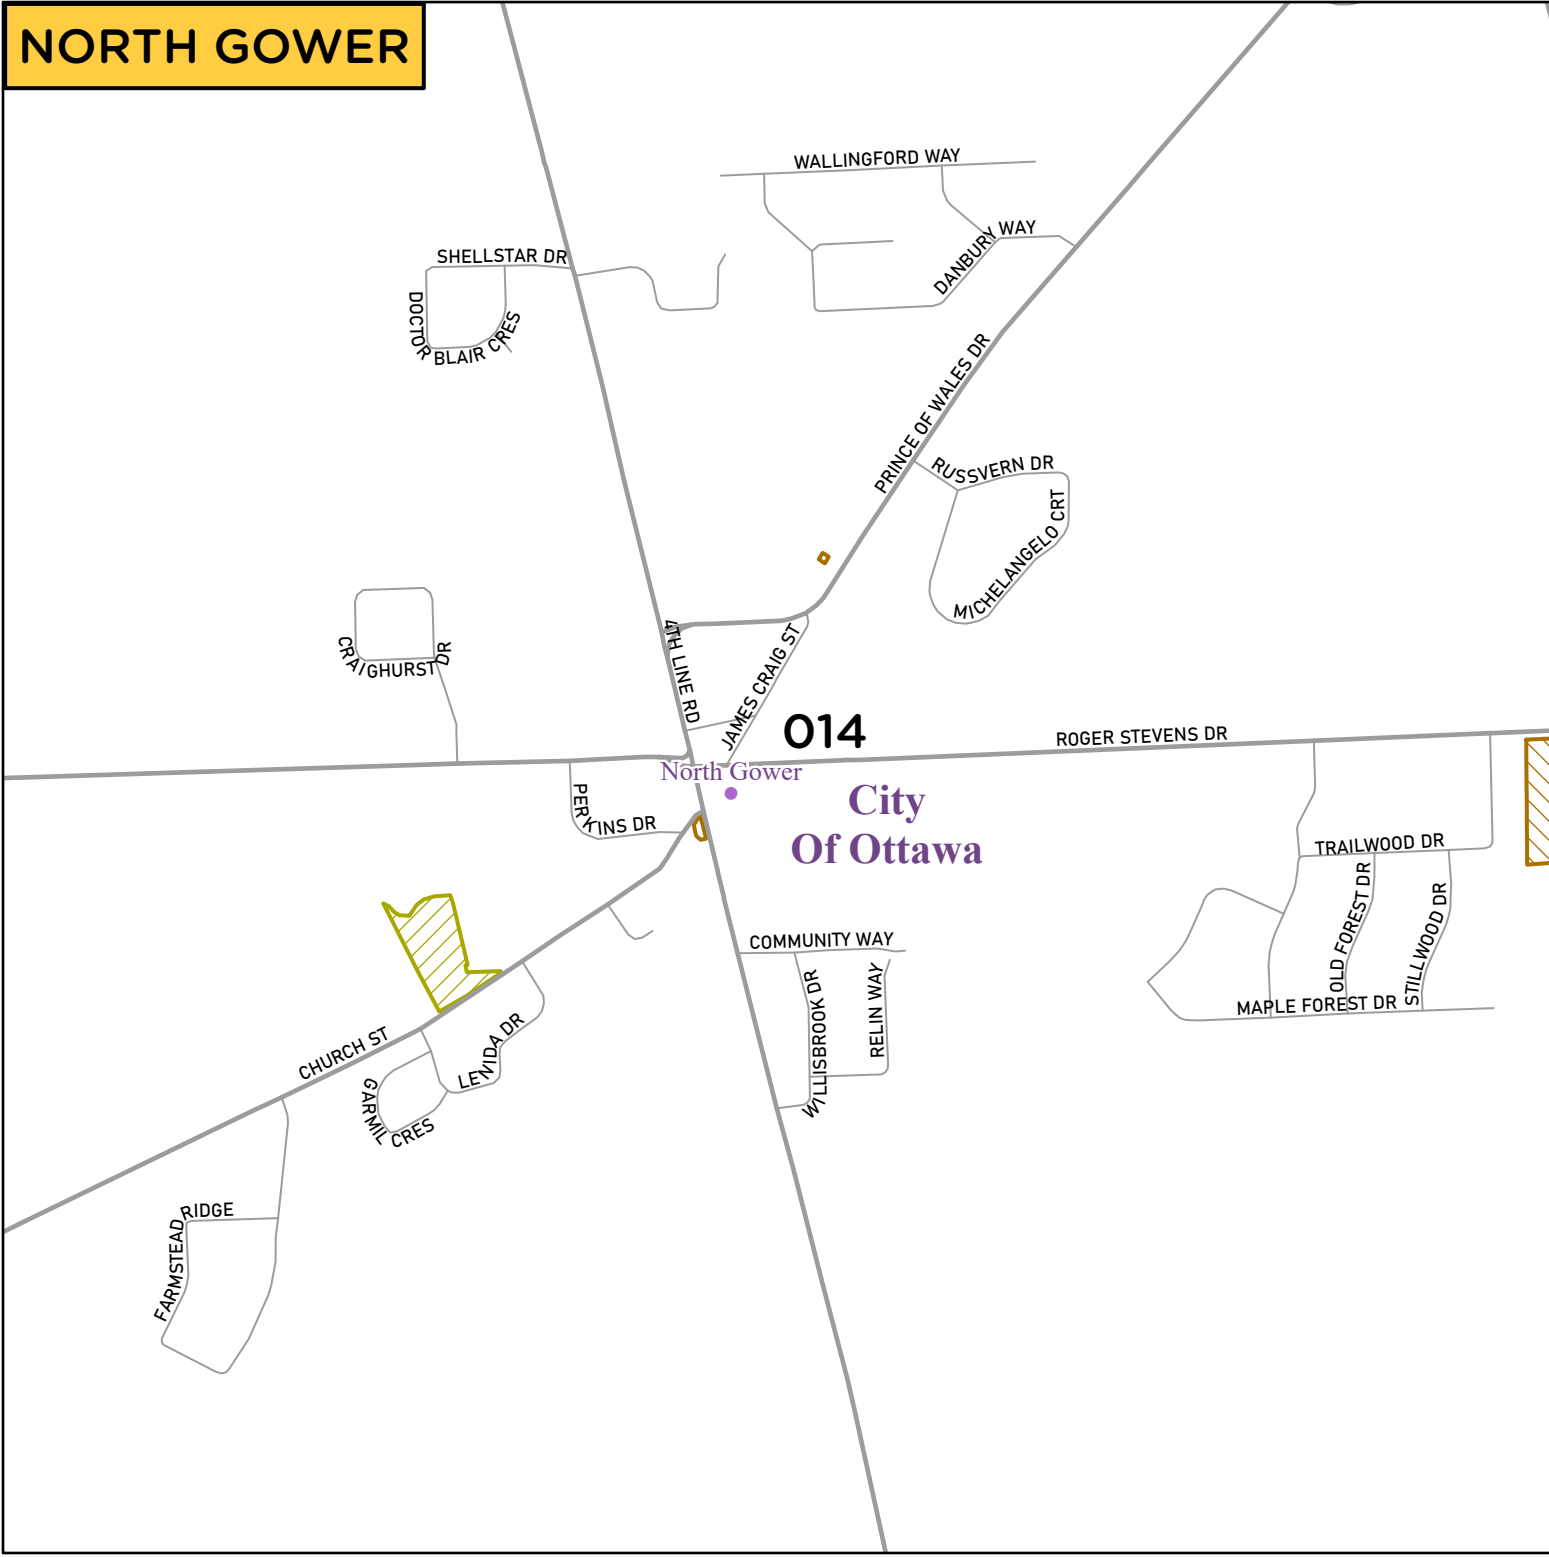 NORTH GOWER
WALLINGFORD WAY
DANBURY WAY
SHELLSTAR DR
DOCTOR BLAIR CRES
PRINCE OF WALES DR
RUSSVERN DR
MICHELANGELO CRT
4TH LINE RD
JAMES CRAIG ST
CRAIGHURST DR
014
ROGER STEVENS DR
North Gower
City
Of Ottawa
PERKINS DR
TRAILWOOD DR
OLD FOREST DR
STILLWOOD DR
MAPLE FOREST DR
COMMUNITY WAY
WILLISBROOK DR
RELIN WAY
CHURCH ST
LENIDA DR
GARMIL CRES
FARMSTEAD RIDGE